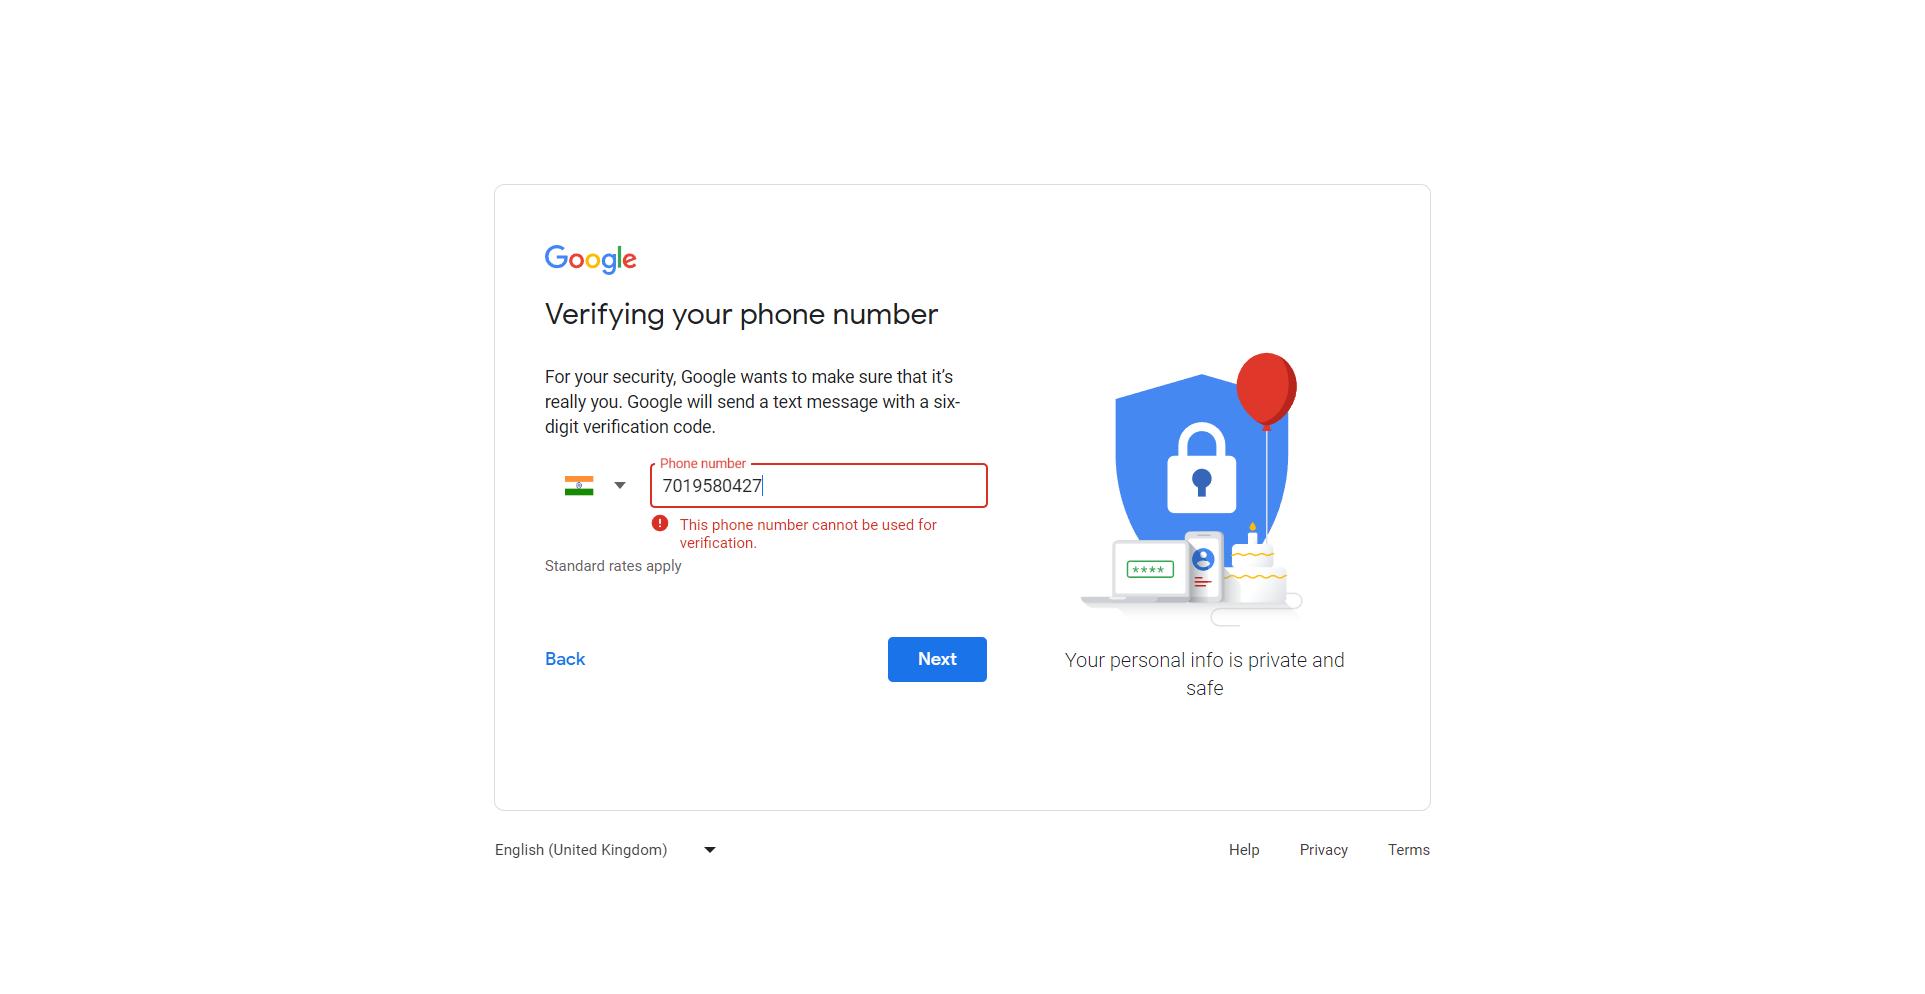 Google
Verifying your phone number
For your security, Google wants to make sure that it’s
really you. Google will send a text message with a six-
digit verification code.
Phone number
7019580427
This phone number cannot be used for
verification.
Standard rates apply
Back
Next
****
Your personal info is private and
safe
English (United Kingdom)
Help
Privacy
Terms